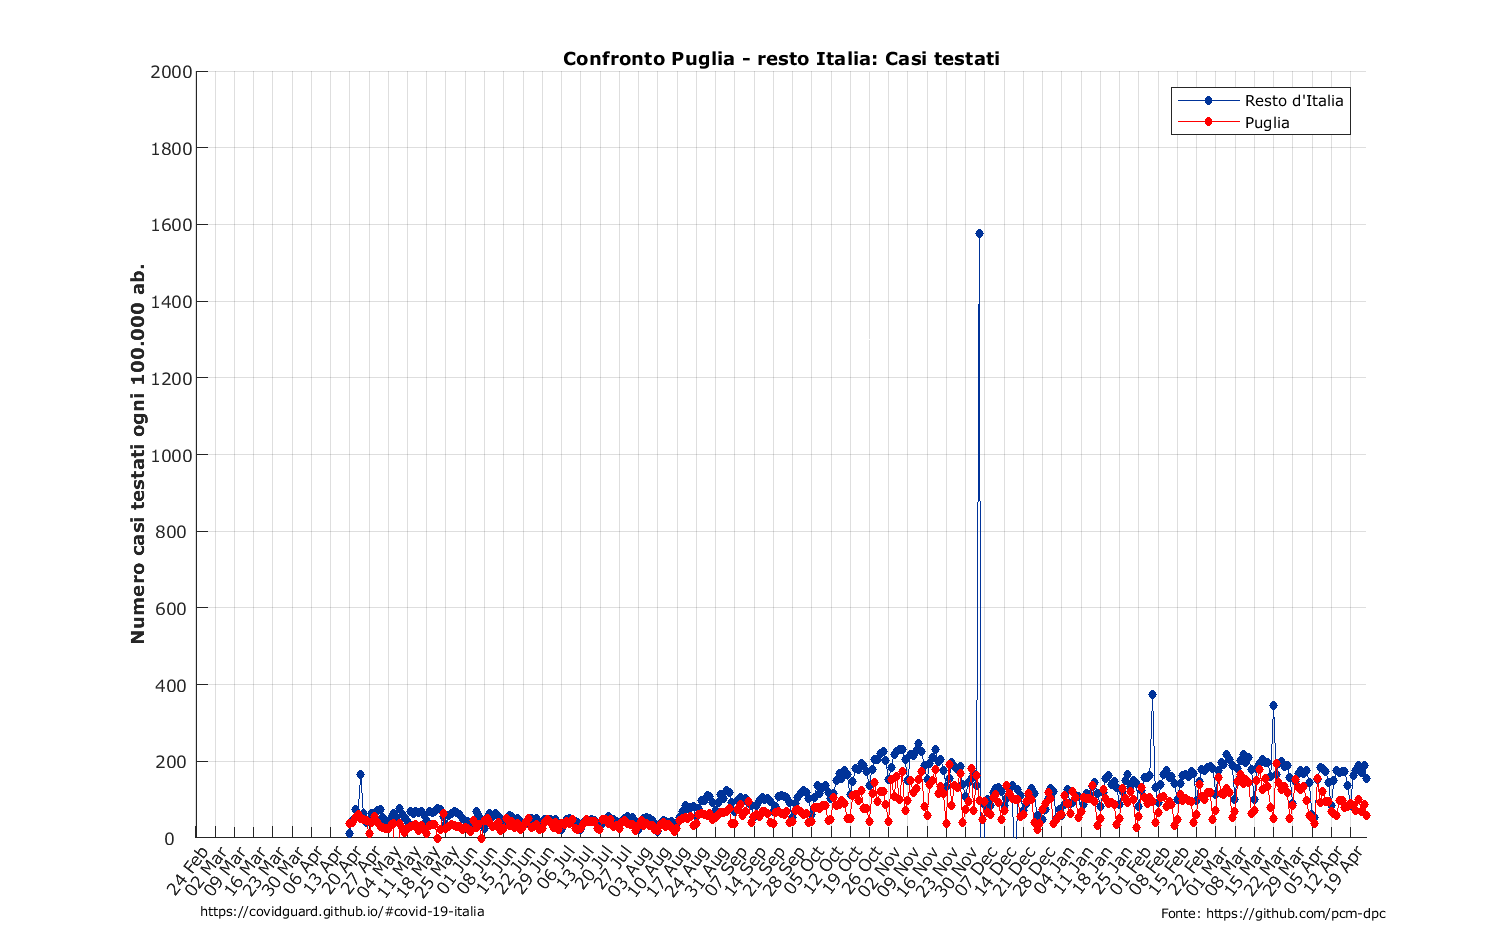 Confronto Puglia - resto Italia: Casi testati
Resto d'Italia
Puglia
Numero casi testati ogni 100.000 ab.
2000
1800
1600
1400
1200
1000
800
600
400
200
0
24 Feb
02 Mar
09 Mar
16 Mar
23 Mar
30 Mar
06 Apr
13 Apr
20 Apr
27 Apr
04 May
11 May
18 May
25 May
01 Jun
08 Jun
15 Jun
22 Jun
29 Jun
06 Jul
13 Jul
20 Jul
27 Jul
03 Aug
10 Aug
17 Aug
24 Aug
31 Aug
07 Sep
14 Sep
21 Sep
28 Sep
05 Oct
12 Oct
19 Oct
26 Oct
02 Nov
09 Nov
16 Nov
23 Nov
30 Nov
07 Dec
14 Dec
21 Dec
28 Dec
04 Jan
11 Jan
18 Jan
25 Jan
01 Feb
08 Feb
15 Feb
22 Feb
01 Mar
08 Mar
15 Mar
22 Mar
29 Mar
05 Apr
12 Apr
19 Apr
https://covidguard.github.io/#covid-19-italia
Fonte: https://github.com/pcm-dpc